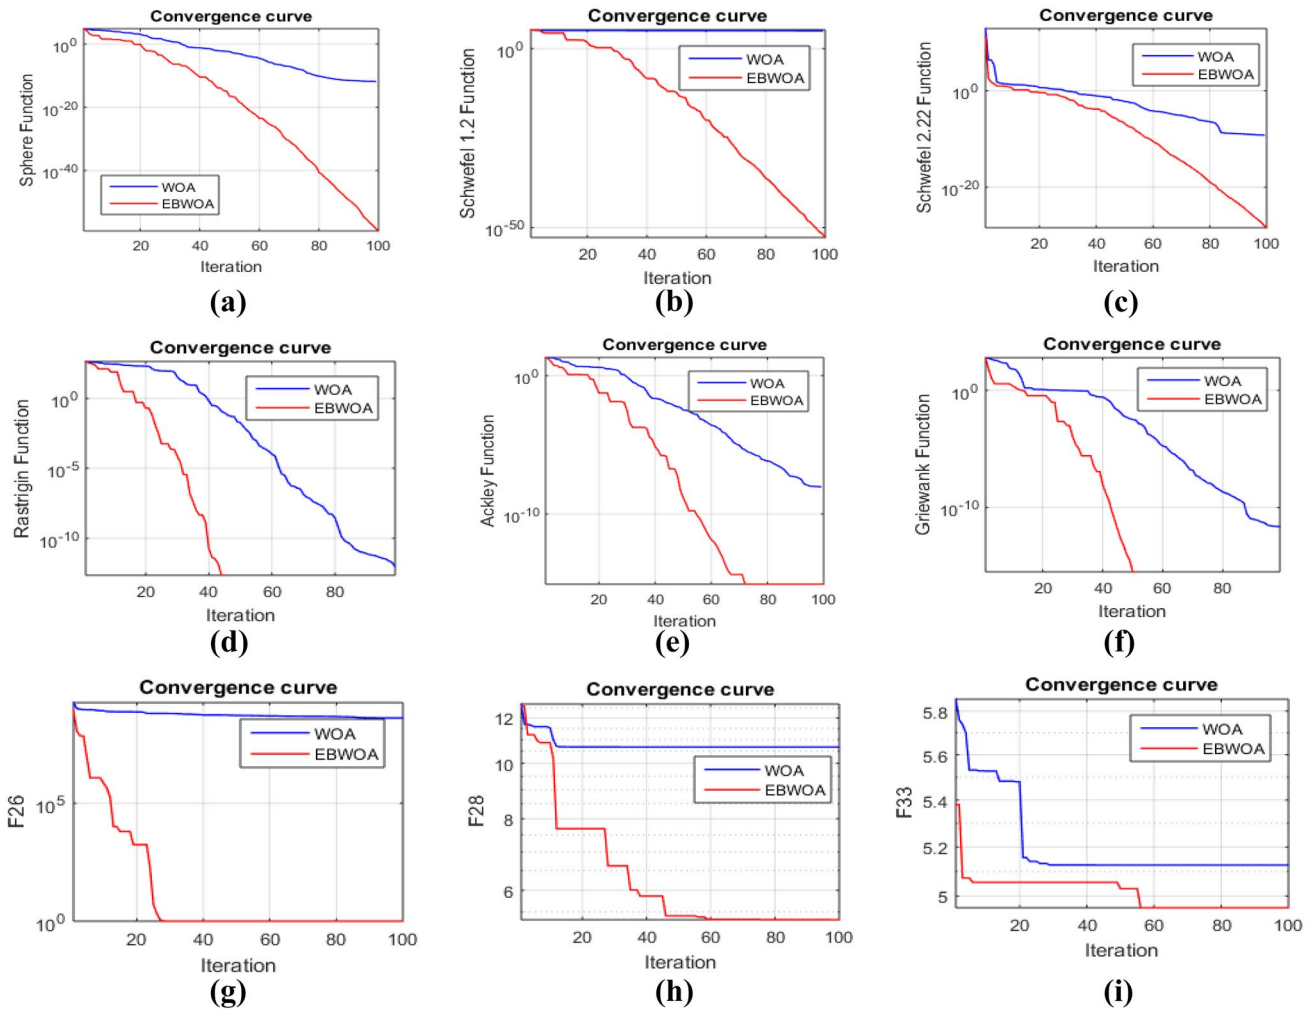 Convergence curve
Sphere Function
10^0
10^-20
10^-40
WOA
EBWOA
20 40 60 80 100
Iteration
(a)
Convergence curve
Schwefel 1.2 Function
10^0
10^-50
WOA
EBWOA
20 40 60 80 100
Iteration
(b)
Convergence curve
Schwefel 2.22 Function
10^0
10^-20
WOA
EBWOA
20 40 60 80 100
Iteration
(c)
Convergence curve
Rastrigin Function
10^0
10^-5
10^-10
WOA
EBWOA
20 40 60 80
Iteration
(d)
Convergence curve
Ackley Function
10^0
10^-10
WOA
EBWOA
20 40 60 80 100
Iteration
(e)
Convergence curve
Griewank Function
10^0
10^-10
WOA
EBWOA
20 40 60 80
Iteration
(f)
Convergence curve
F26
10^5
10^0
WOA
EBWOA
20 40 60 80 100
Iteration
(g)
Convergence curve
F28
12
10
8
6
WOA
EBWOA
20 40 60 80 100
Iteration
(h)
Convergence curve
F33
5.8
5.6
5.4
5.2
5
WOA
EBWOA
20 40 60 80 100
Iteration
(i)